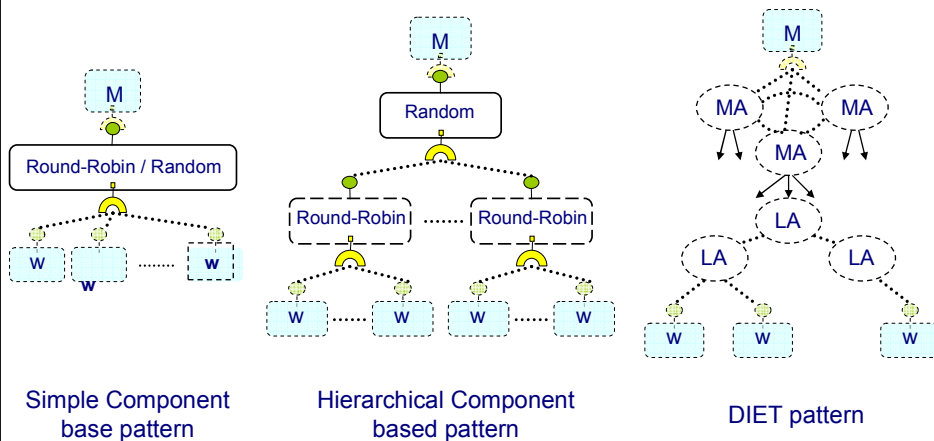 M
Round-Robin / Random
w
w
w
Simple Component
base pattern
M
Random
Round-Robin
Round-Robin
w
w
w
w
Hierarchical Component
based pattern
M
MA
MA
MA
LA
LA
LA
w
w
w
DIET pattern